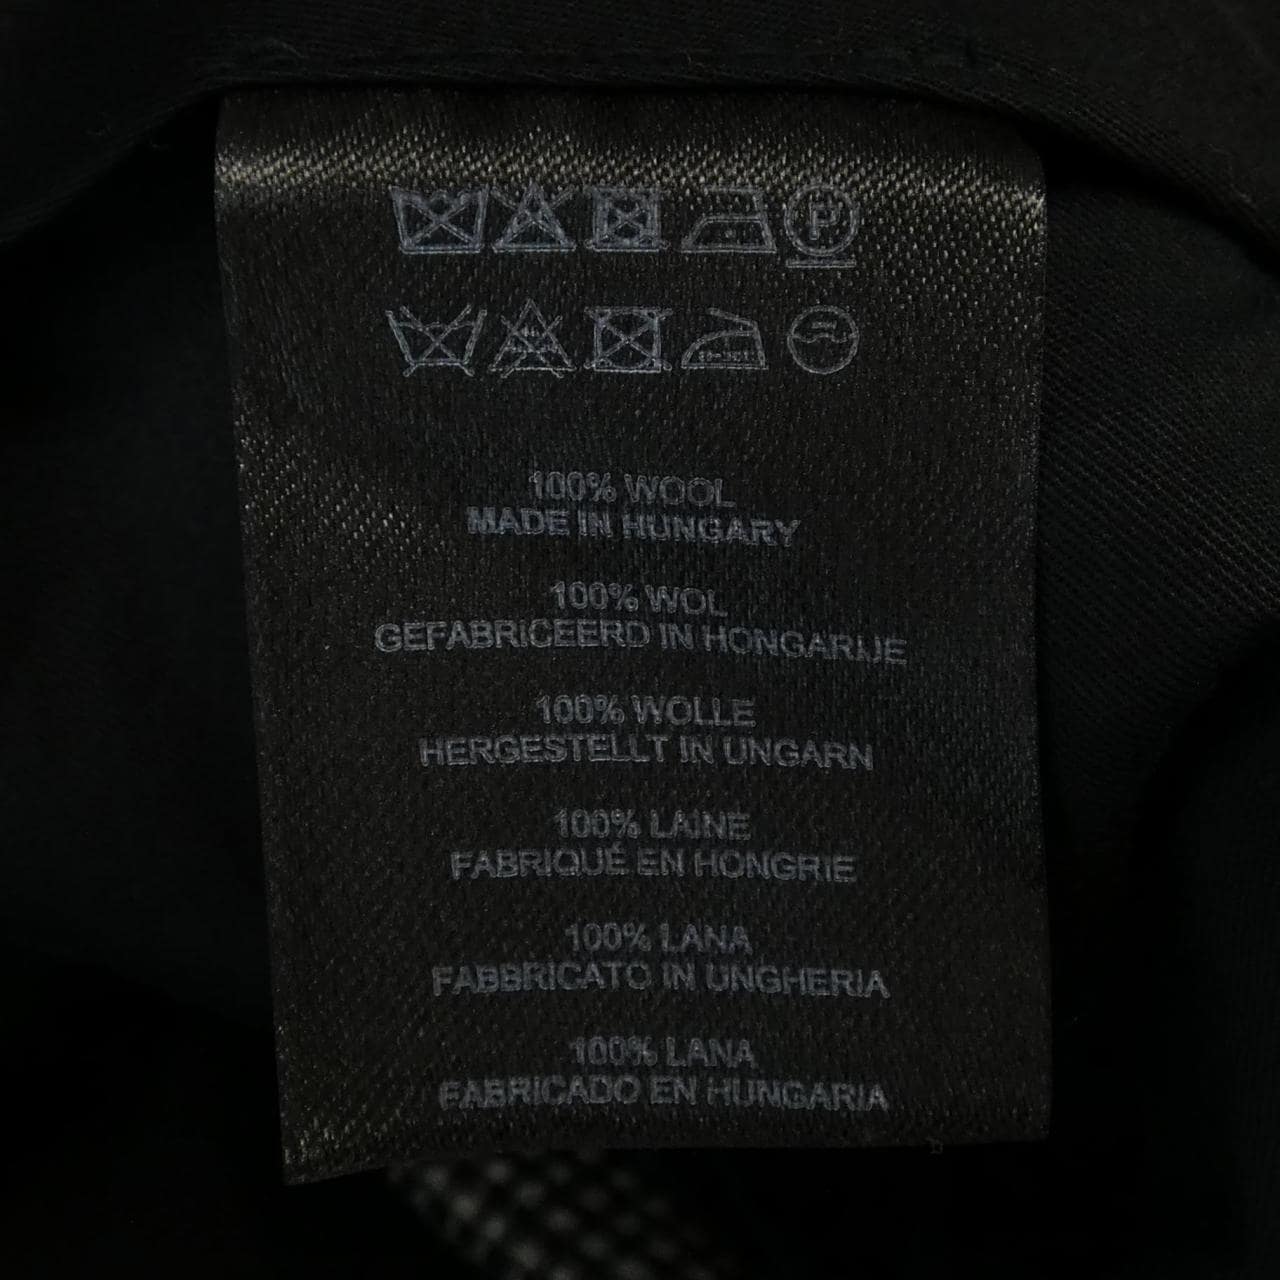 P
100% WOOL
MADE IN HUNGARY
100% WOL
GEFABRICEERD IN HONGARIJE
100% WOLLE
HERGESTELLT IN UNGARN
100% LAINE
FABRIQUÉ EN HONGRIE
100% LANA
FABBRICATO IN UNGHERIA
100% LANA
FABRICADO EN HUNGARIA